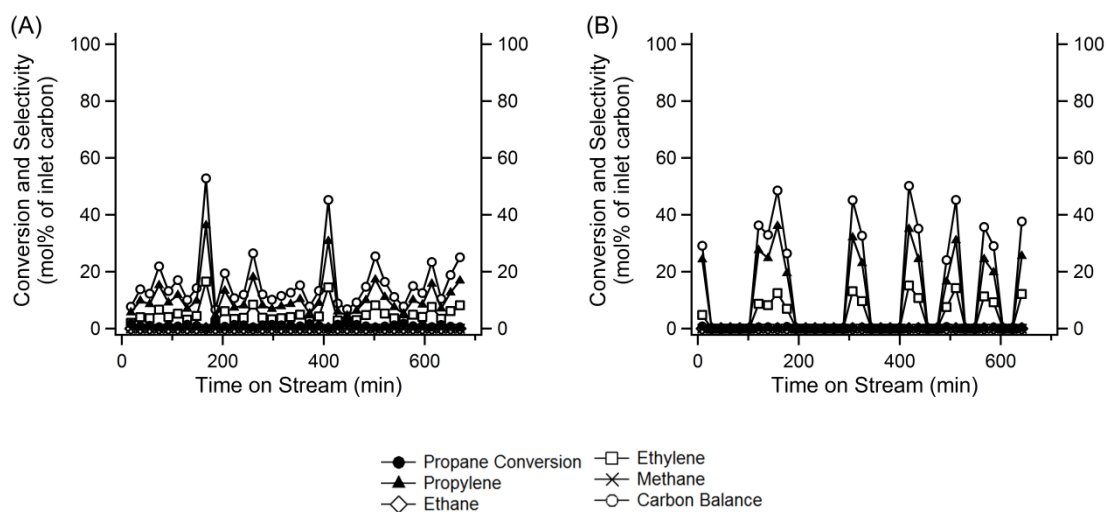 (A)
Conversion and Selectivity
(mol% of inlet carbon)
100
80
60
40
20
0
100
80
60
40
20
0
0
200
400
600
Time on Stream (min)
(B)
Conversion and Selectivity
(mol% of inlet carbon)
100
80
60
40
20
0
100
80
60
40
20
0
0
200
400
600
Time on Stream (min)
Propane Conversion
Propylene
Ethane
Ethylene
Methane
Carbon Balance